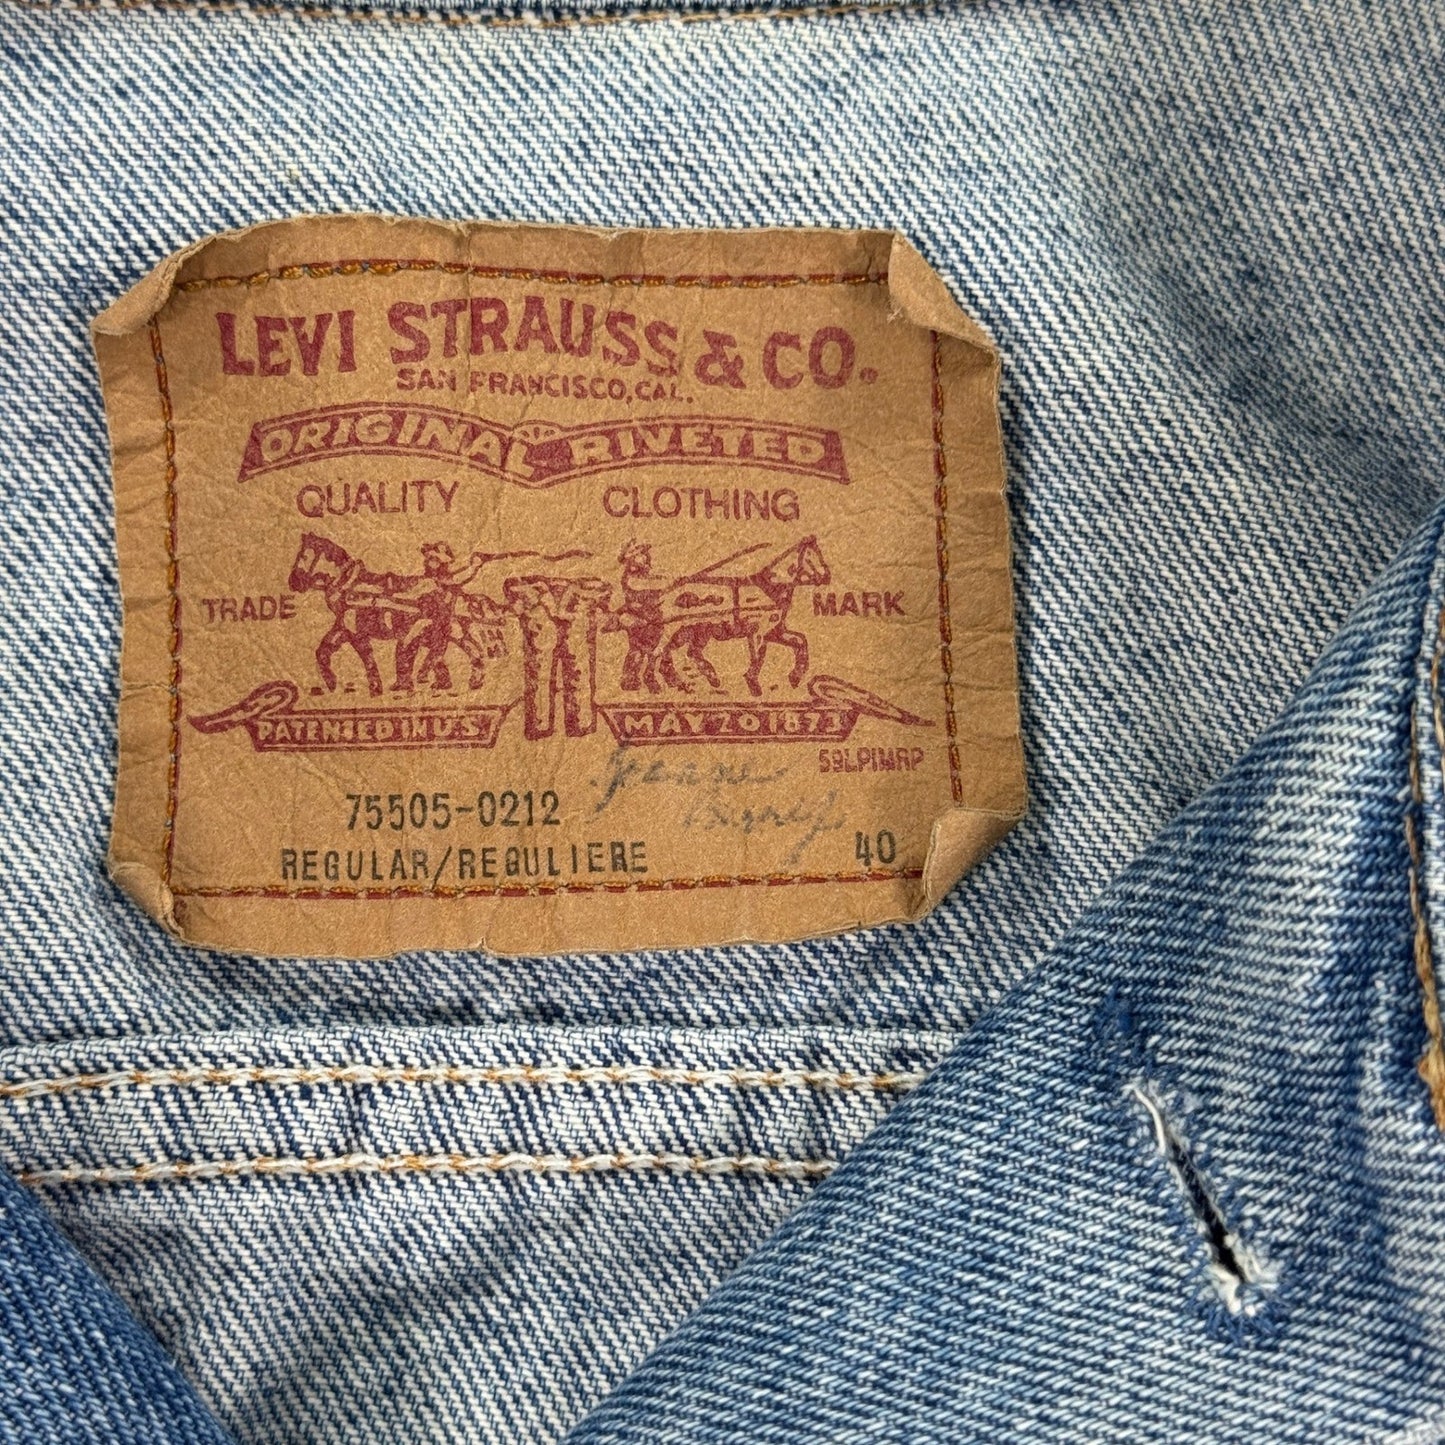 LEVI STRAUSS & CO.
SAN FRANCISCO, CAL.
ORIGINAL RIVETED
QUALITY CLOTHING
TRADE MARK
PATENTED IN U.S. MAY 20 1873
75505-0212
REGULAR/REGULIERE 40